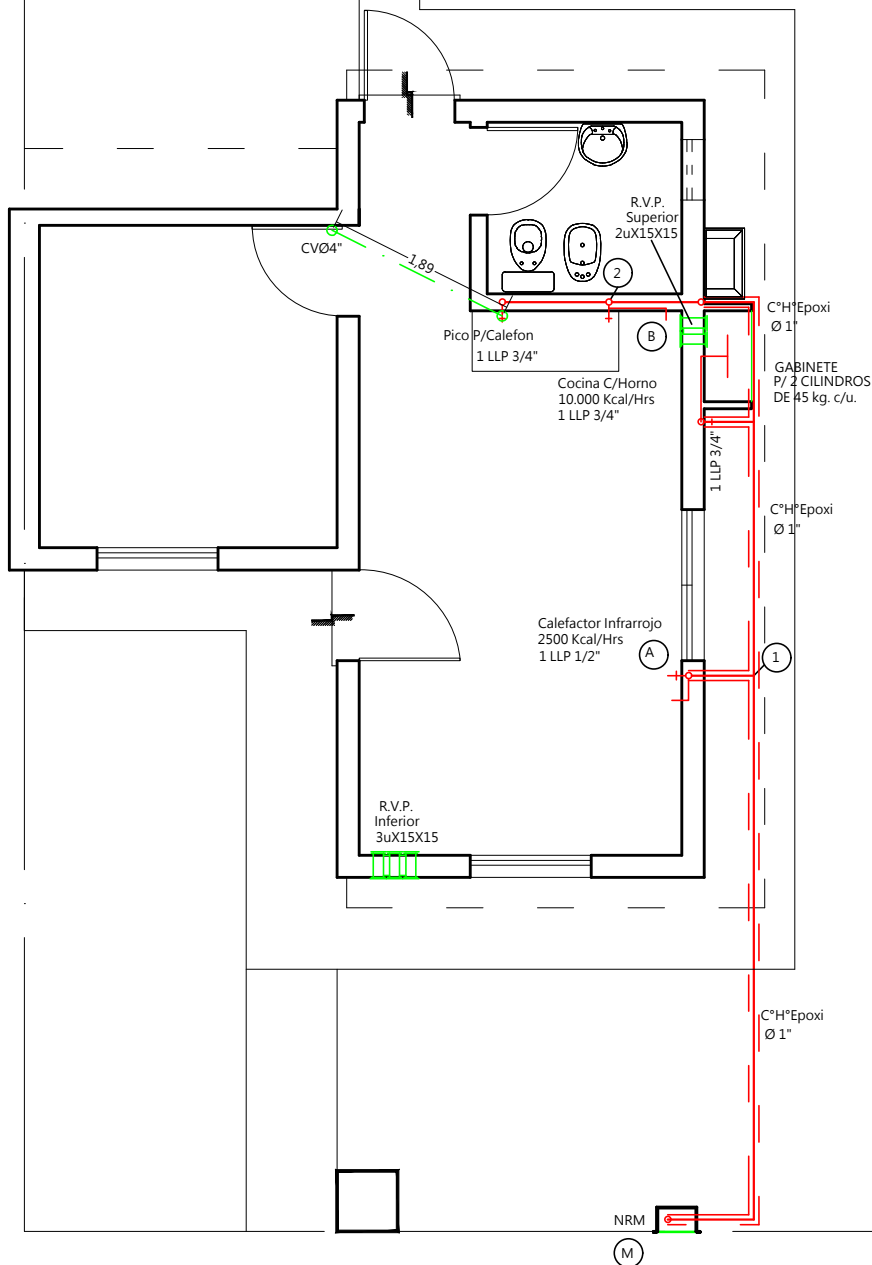 R.V.P.
Superior
2uX15X15
CVØ4"
1,89
2
Pico P/Calefon
1 LLP 3/4"
B
C°H°Epoxi
Ø 1"
GABINETE
P/ 2 CILINDROS
DE 45 kg. c/u.
Cocina C/Horno
10.000 Kcal/Hrs
1 LLP 3/4"
1 LLP 3/4"
C°H°Epoxi
Ø 1"
Calefactor Infrarrojo
2500 Kcal/Hrs
1 LLP 1/2"
A
1
R.V.P.
Inferior
3uX15X15
C°H°Epoxi
Ø 1"
NRM
M